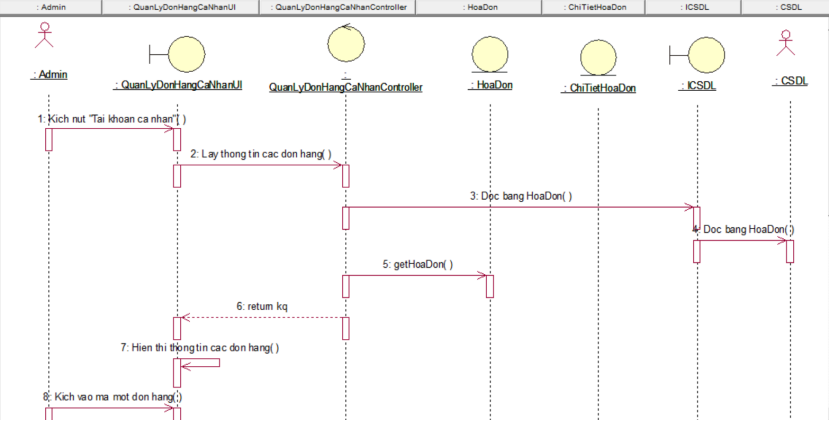 : Admin
: QuanLyDonHangCaNhanUI
: QuanLyDonHangCaNhanController
: HoaDon
: ChiTietHoaDon
: ICSDL
: CSDL
: Admin
: QuanLyDonHangCaNhanUI
:
QuanLyDonHangCaNhanController
: HoaDon
: ChiTietHoaDon
: ICSDL
: CSDL
1: Kich nut "Tai khoan ca nhan"( )
2: Lay thong tin cac don hang( )
3: Doc bang HoaDon( )
4: Doc bang HoaDon( )
5: getHoaDon( )
6: return kq
7: Hien thi thong tin cac don hang( )
8: Kich vao ma mot don hang( )